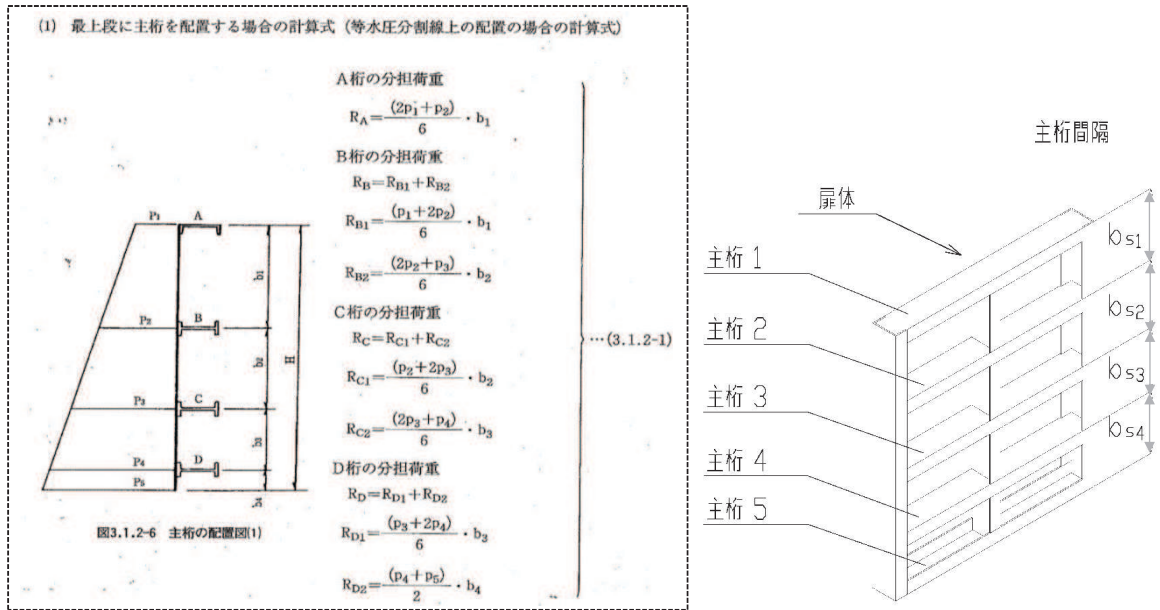 (1) 最上段に主桁を配置する場合の計算式（等水圧分割線上の配置の場合の計算式）
A桁の分担荷重
R_A=(2p_1+p_2)/6・b_1
B桁の分担荷重
R_B=R_B1+R_B2
R_B1=(p_1+2p_2)/6・b_1
R_B2=(2p_2+p_3)/6・b_2
C桁の分担荷重
R_C=R_C1+R_C2
R_C1=(p_2+2p_3)/6・b_2
R_C2=(2p_3+p_4)/6・b_3
D桁の分担荷重
R_D=R_D1+R_D2
R_D1=(p_3+2p_4)/6・b_3
R_D2=(p_4+p_5)/2・b_4
…(3.1.2-1)
P1
A
b1
P2
B
b2
H
P3
C
b3
P4
D
P5
b4
図3.1.2-6 主桁の配置図(1)
主桁間隔
扉体
bs1
主桁 1
bs2
主桁 2
bs3
主桁 3
bs4
主桁 4
主桁 5